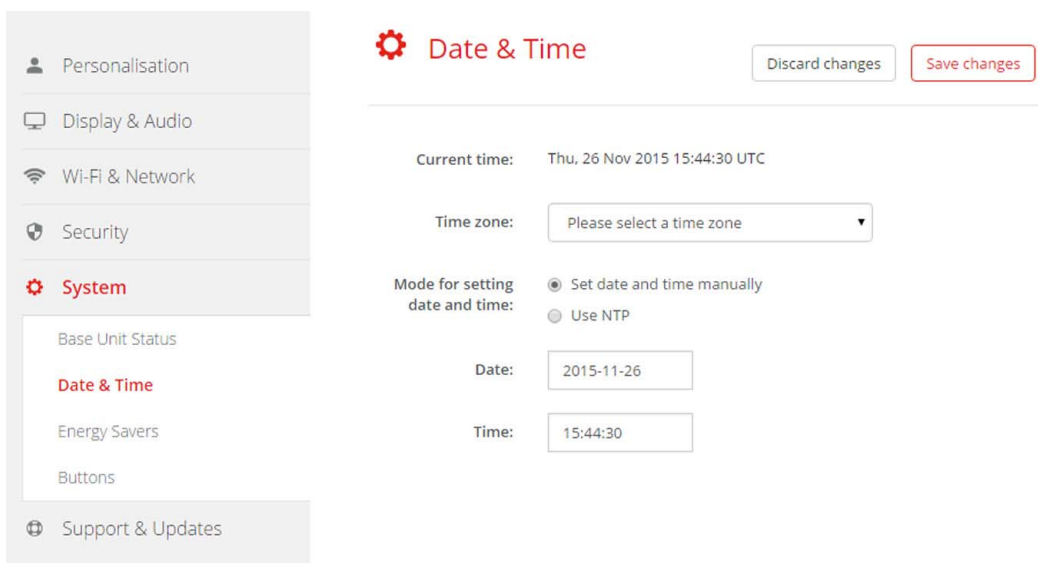 Personalisation
Display & Audio
Wi-Fi & Network
Security
System
Base Unit Status
Date & Time
Energy Savers
Buttons
Support & Updates
Date & Time
Discard changes
Save changes
Current time: Thu, 26 Nov 2015 15:44:30 UTC
Time zone: Please select a time zone
Mode for setting
date and time:
Set date and time manually
Use NTP
Date: 2015-11-26
Time: 15:44:30